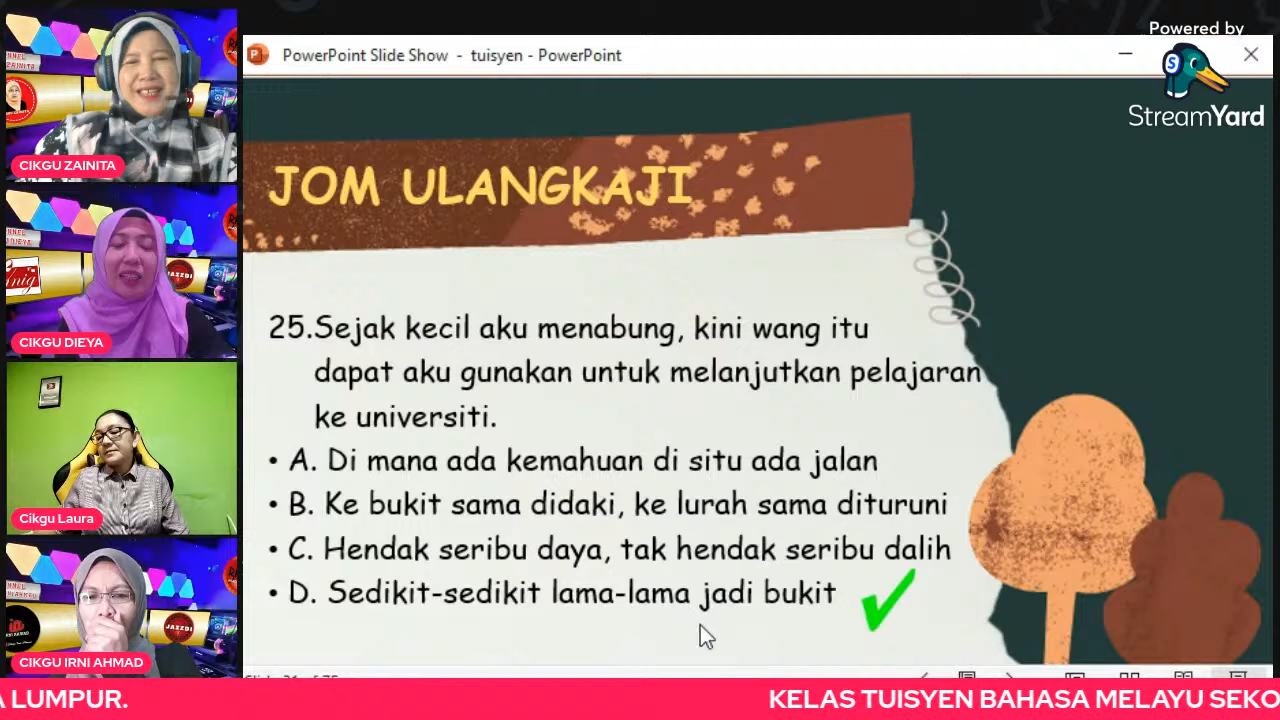 Powered by
StreamYard
PowerPoint Slide Show - tuisyen - PowerPoint
JOM ULANGKAJI
25.Sejak kecil aku menabung, kini wang itu
dapat aku gunakan untuk melanjutkan pelajaran
ke universiti.
• A. Di mana ada kemahuan di situ ada jalan
• B. Ke bukit sama didaki, ke lurah sama dituruni
• C. Hendak seribu daya, tak hendak seribu dalih
• D. Sedikit-sedikit lama-lama jadi bukit
CIKGU ZAINITA
CIKGU DIEYA
Cikgu Laura
CIKGU IRNI AHMAD
JAZZDI
JAZZDI
A LUMPUR.
KELAS TUISYEN BAHASA MELAYU SEKO